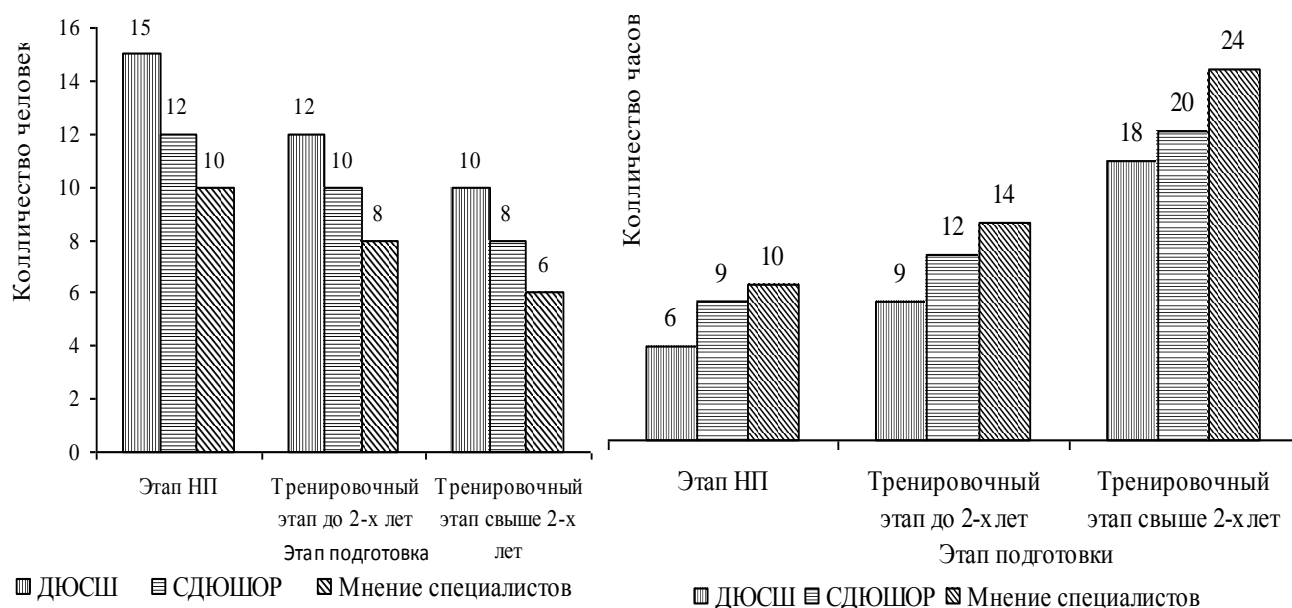 Колличество человек
16
14
12
10
8
6
4
2
0
15
12
10
12
10
8
10
8
6
Этап НП
Тренировочный
этап до 2-х лет
Тренировочный
этап свыше 2-х
лет
Этап подготовка
ДЮСШ СДЮШОР Мнение специалистов
Колличество часов
6
9
10
9
12
14
18
20
24
Этап НП
Тренировочный
этап до 2-х лет
Тренировочный
этап свыше 2-х лет
Этап подготовки
ДЮСШ СДЮШОР Мнение специалистов